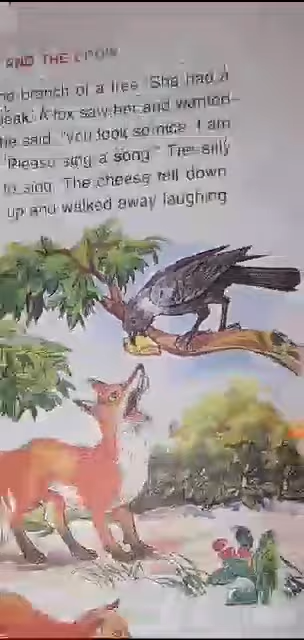 AND THE CROW
branch of a tree. She had a
beak. A fox saw her and wanted
he said, "you look so nice. I am
"Please sing a song." The silly
to sing. The cheese fell down
up and walked away laughing